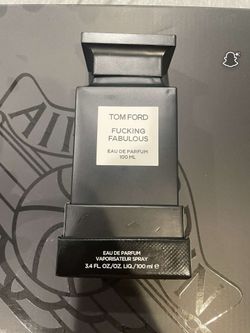 TOM FORD
FUCKING
FABULOUS
EAU DE PARFUM
100 ML
EAU DE PARFUM
VAPORISATEUR SPRAY
3.4 FL.OZ./OZ. LIQ./100 ml ℮